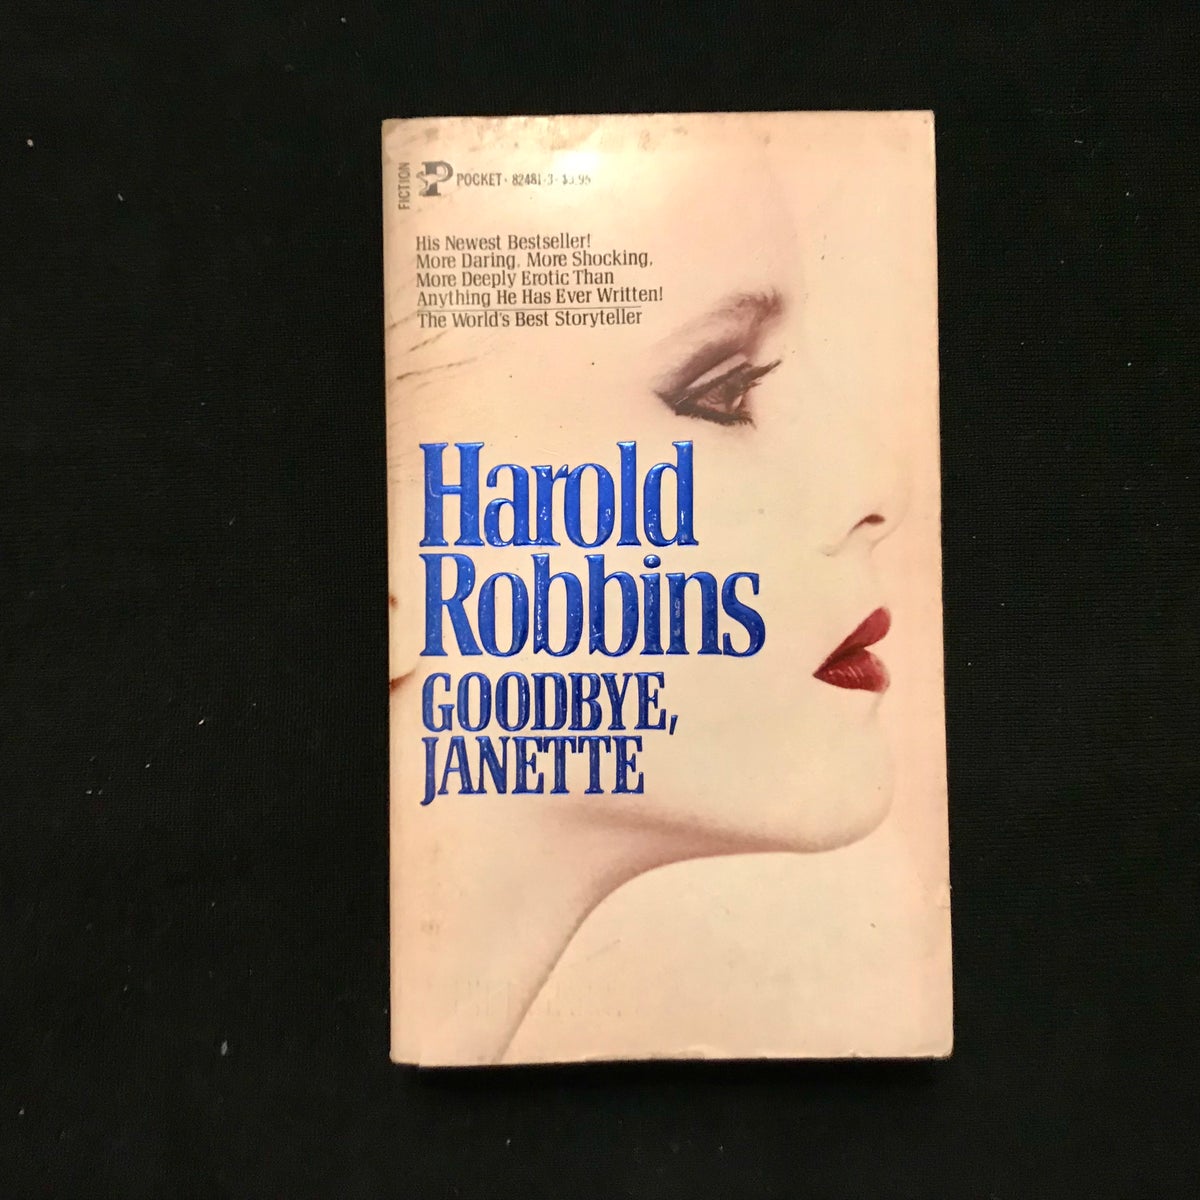 FICTION
P POCKET · 82481-3 · $3.95
His Newest Bestseller!
More Daring, More Shocking,
More Deeply Erotic Than
Anything He Has Ever Written!
The World's Best Storyteller
Harold
Robbins
GOODBYE,
JANETTE